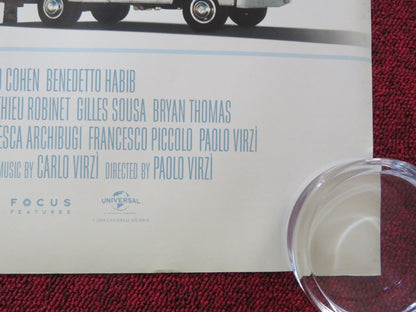 COHEN BENEDETTO HABIB
THIEU ROBINET GILLES SOUSA BRYAN THOMAS
ESCA ARCHIBUGI FRANCESCO PICCOLO PAOLO VIRZÌ
MUSIC BY CARLO VIRZÌ DIRECTED BY PAOLO VIRZÌ
FOCUS
FEATURES
UNIVERSAL